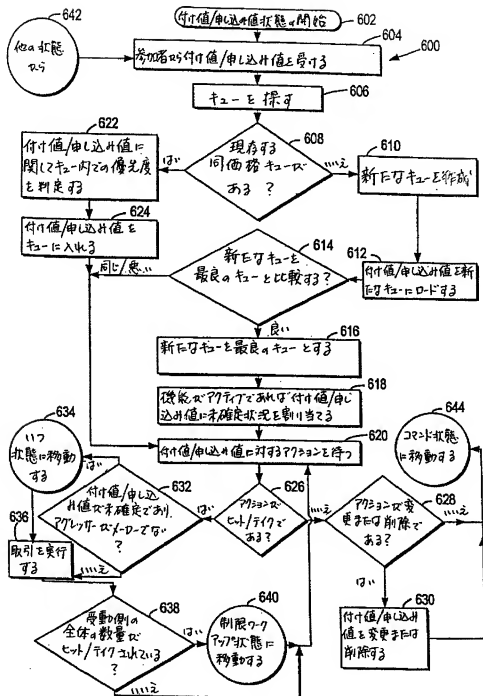 付け値/申し込み値状態の開始
602
604
600
参加者から付け値/申し込み値を受ける
642
他の状態
から
606
キューを探す
608
現存する
同価格キューが
ある?
はい
いいえ
622
付け値/申し込み値に
関してキュー内での優先度
を判定する
610
新たなキューを作成
624
付け値/申し込み値を
キューに入れる
同じ/悪い
614
新たなキューを
最良のキューと比較する?
612
付け値/申し込み値を新
たなキューにロードする
良い
616
新たなキューを最良のキューとする
618
機能がアクティブであれば付け値/申し
込み値に未確定状況を割り当てる
620
付け値/申し込み値に対するアクションを待つ
634
状態に移動
する
はい
632
付け値/申し込
み値が未確定であり、
アグレッサーがメーカーでない
?
はい
626
アクションが
ヒット/テイクで
ある?
いいえ
628
アクションが変
更または削除で
ある?
いいえ
644
コマンド状態
に移動する
636
取引を実行
する
いいえ
はい
630
付け値/申し込み
値を変更または
削除する
638
受動側の
全体の数量が
ヒット/テイクされている
?
はい
640
制限ワーク
アップ状態に
移動する
いいえ